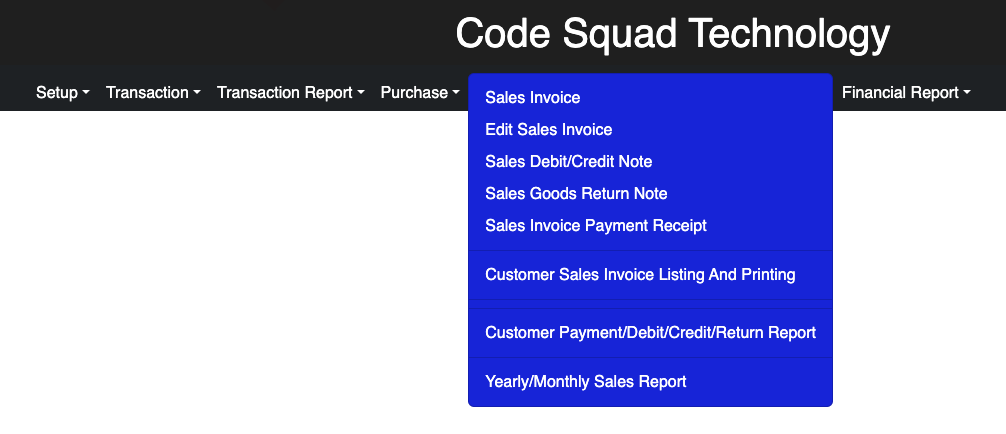 Code Squad Technology
Setup Transaction Transaction Report Purchase Financial Report
Sales Invoice
Edit Sales Invoice
Sales Debit/Credit Note
Sales Goods Return Note
Sales Invoice Payment Receipt
Customer Sales Invoice Listing And Printing
Customer Payment/Debit/Credit/Return Report
Yearly/Monthly Sales Report